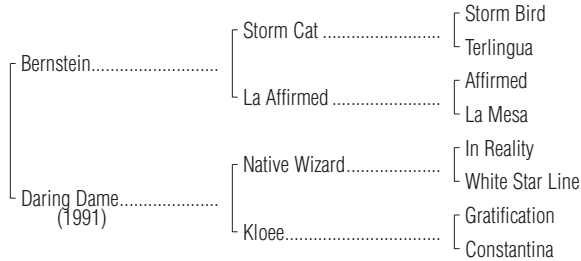 Storm Bird
Storm Cat ........................
Terlingua
Bernstein..........................
Affirmed
La Affirmed ......................
La Mesa
In Reality
Native Wizard...................
White Star Line
Daring Dame....................
(1991)
Gratification
Kloee................................
Constantina